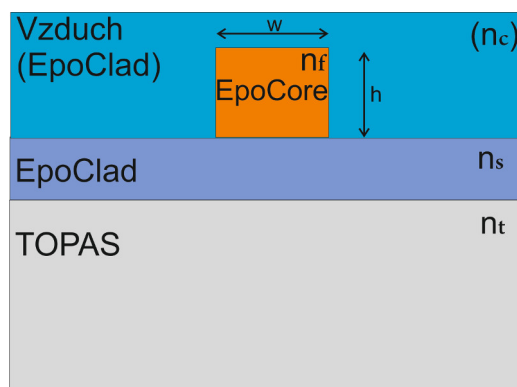 Vzduch
(EpoClad)
w
(nc)
nf
EpoCore
h
EpoClad
ns
TOPAS
nt